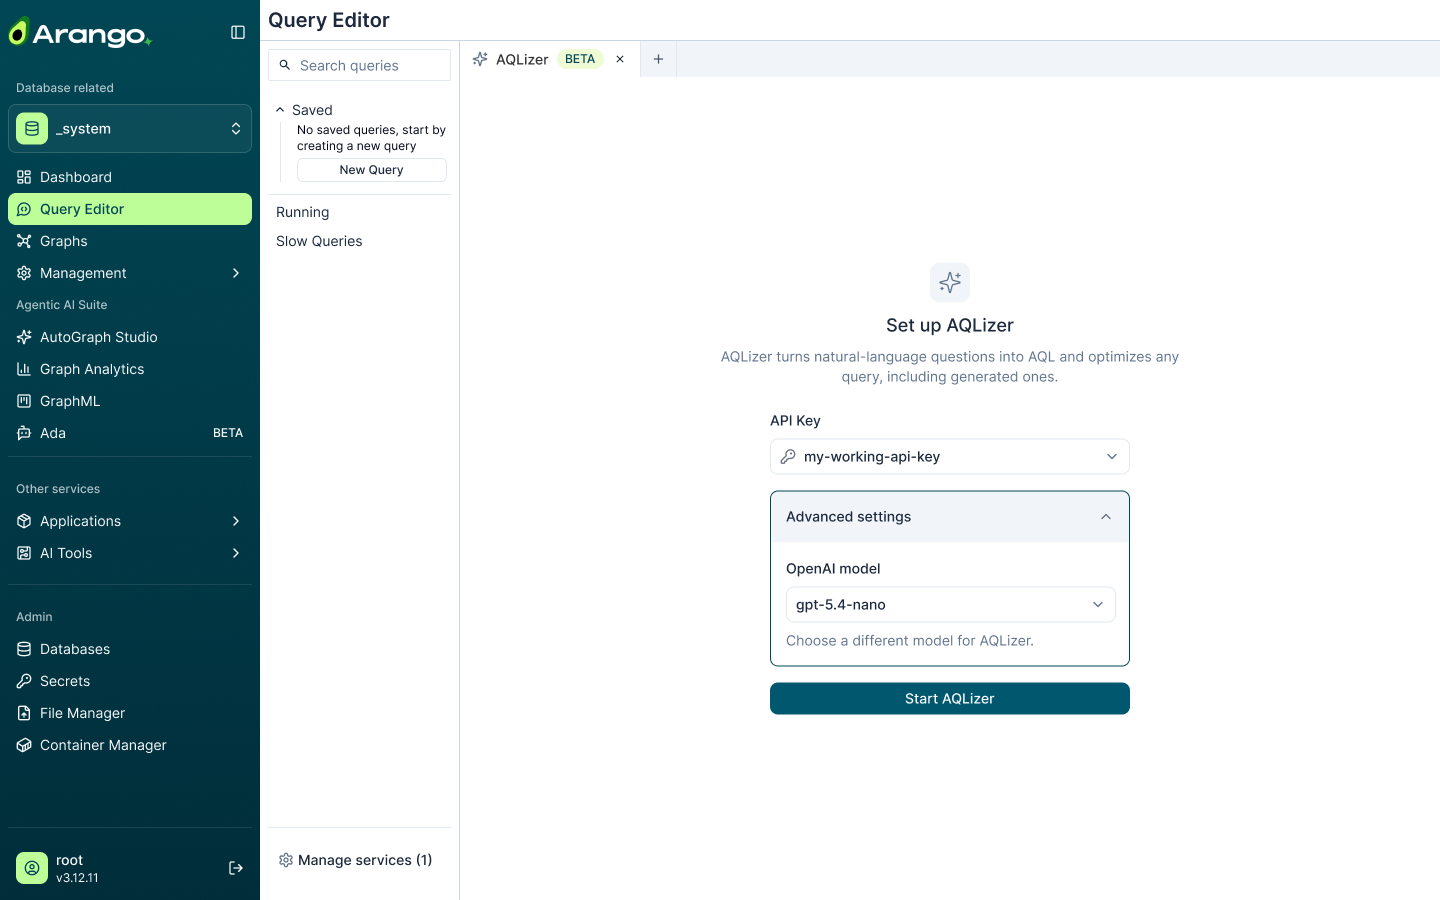 Arango
Database related
_system
Dashboard
Query Editor
Graphs
Management
Agentic AI Suite
AutoGraph Studio
Graph Analytics
GraphML
Ada BETA
Other services
Applications
AI Tools
Admin
Databases
Secrets
File Manager
Container Manager
root
v3.12.11
Query Editor
Search queries
Saved
No saved queries, start by
creating a new query
New Query
Running
Slow Queries
Manage services (1)
AQLizer BETA
Set up AQLizer
AQLizer turns natural-language questions into AQL and optimizes any
query, including generated ones.
API Key
my-working-api-key
Advanced settings
OpenAI model
gpt-5.4-nano
Choose a different model for AQLizer.
Start AQLizer